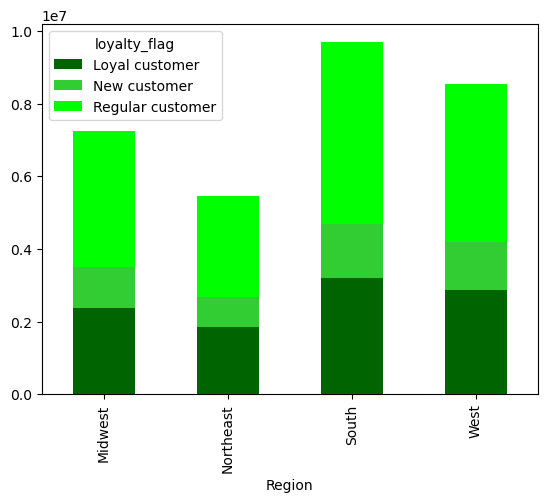 1e7
loyalty_flag
Loyal customer
New customer
Regular customer
1.0
0.8
0.6
0.4
0.2
0.0
Midwest
Northeast
South
West
Region